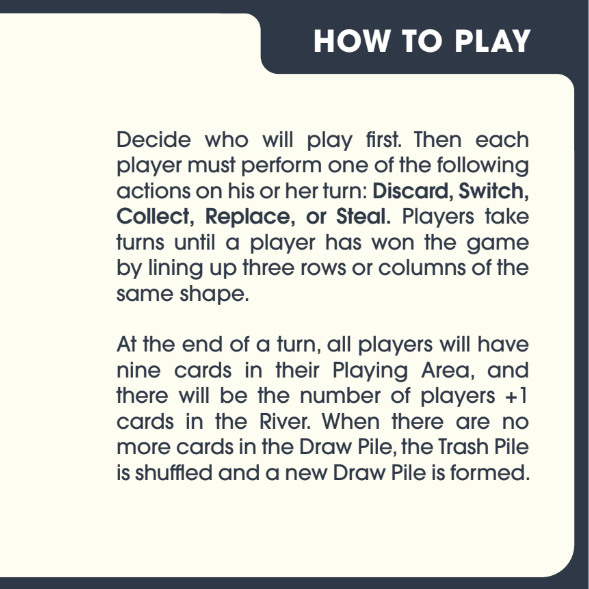 HOW TO PLAY
Decide who will play first. Then each
player must perform one of the following
actions on his or her turn: Discard, Switch,
Collect, Replace, or Steal. Players take
turns until a player has won the game
by lining up three rows or columns of the
same shape.
At the end of a turn, all players will have
nine cards in their Playing Area, and
there will be the number of players +1
cards in the River. When there are no
more cards in the Draw Pile, the Trash Pile
is shuffled and a new Draw Pile is formed.